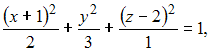 (x + 1)²/2 + y²/3 + (z − 2)²/1 = 1,